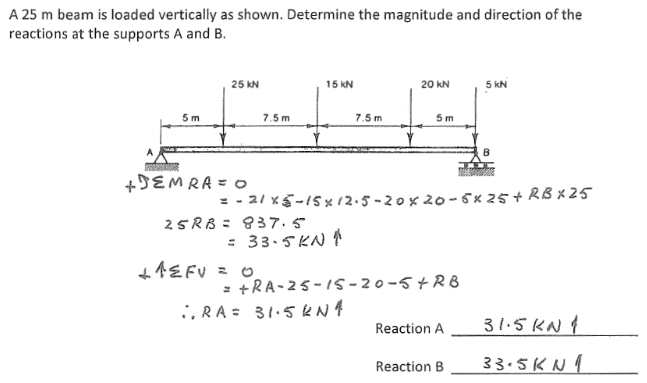 A 25 m beam is loaded vertically as shown. Determine the magnitude and direction of the
reactions at the supports A and B.
25 kN 15 kN 20 kN 5 kN
5 m 7.5 m 7.5 m 5 m
A B
+↺ΣM RA = 0
= - 21 x 5 - 15 x 12.5 - 20 x 20 - 5 x 25 + RB x 25
25RB = 837.5
= 33.5 KN ↑
+↑ΣFV = 0
= + RA - 25 - 15 - 20 - 5 + RB
∴ RA = 31.5 KN ↑
Reaction A 31.5 KN ↑
Reaction B 33.5 KN ↑